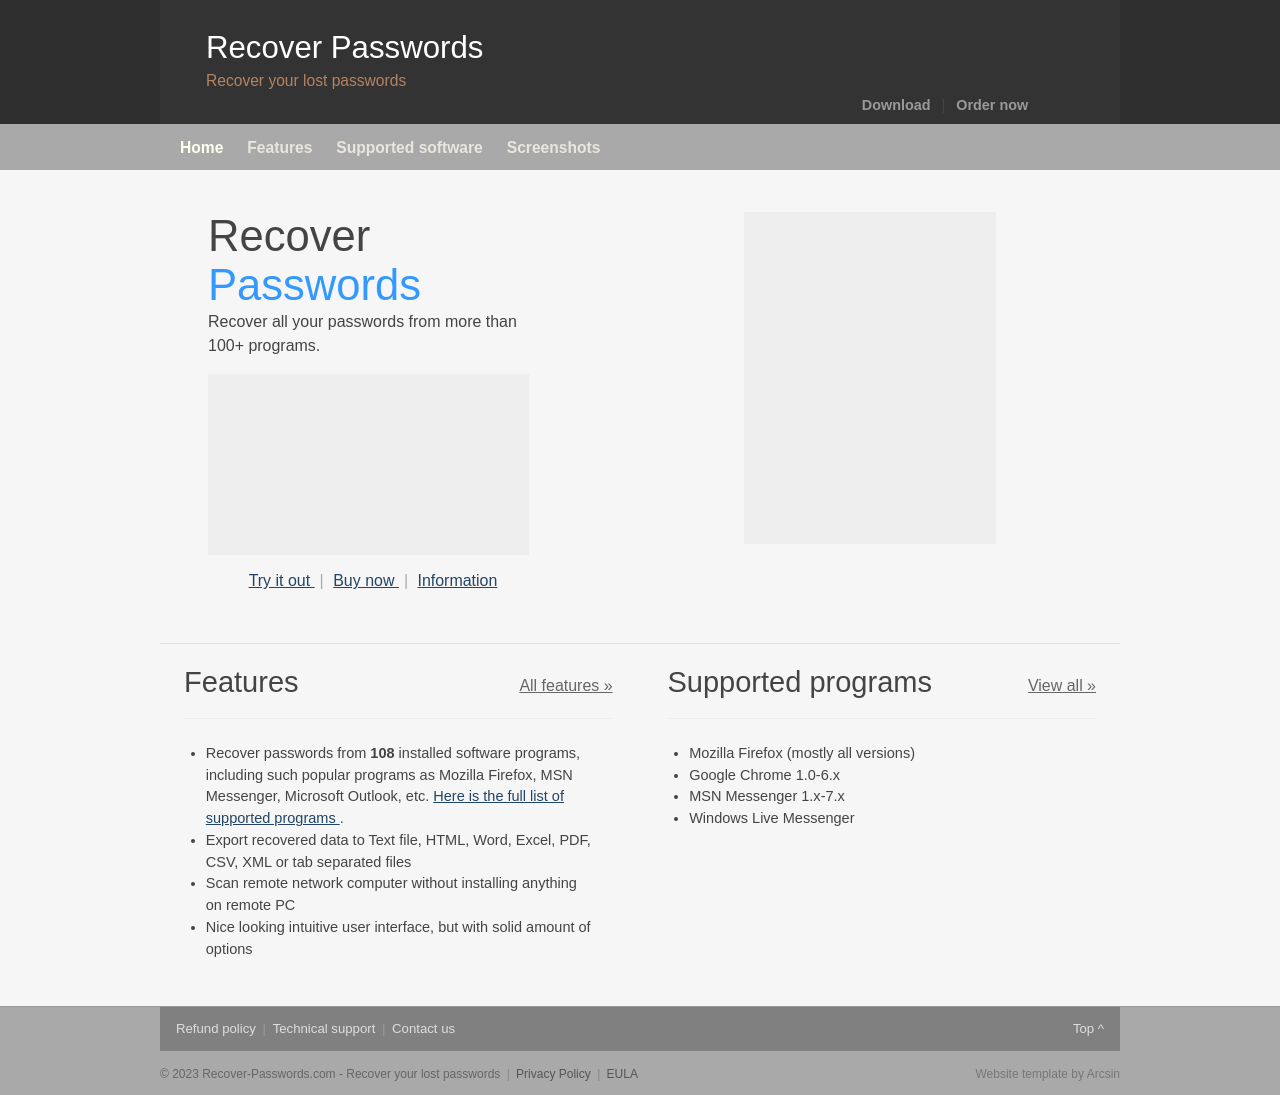 Recover Passwords
Recover your lost passwords
Download | Order now
Home Features Supported software Screenshots
Recover
Passwords
Recover all your passwords from more than
100+ programs.
Try it out | Buy now | Information
Features All features »
Recover passwords from 108 installed software programs,
including such popular programs as Mozilla Firefox, MSN
Messenger, Microsoft Outlook, etc. Here is the full list of
supported programs .
Export recovered data to Text file, HTML, Word, Excel, PDF,
CSV, XML or tab separated files
Scan remote network computer without installing anything
on remote PC
Nice looking intuitive user interface, but with solid amount of
options
Supported programs View all »
Mozilla Firefox (mostly all versions)
Google Chrome 1.0-6.x
MSN Messenger 1.x-7.x
Windows Live Messenger
Refund policy | Technical support | Contact us Top ^
© 2023 Recover-Passwords.com - Recover your lost passwords | Privacy Policy | EULA Website template by Arcsin